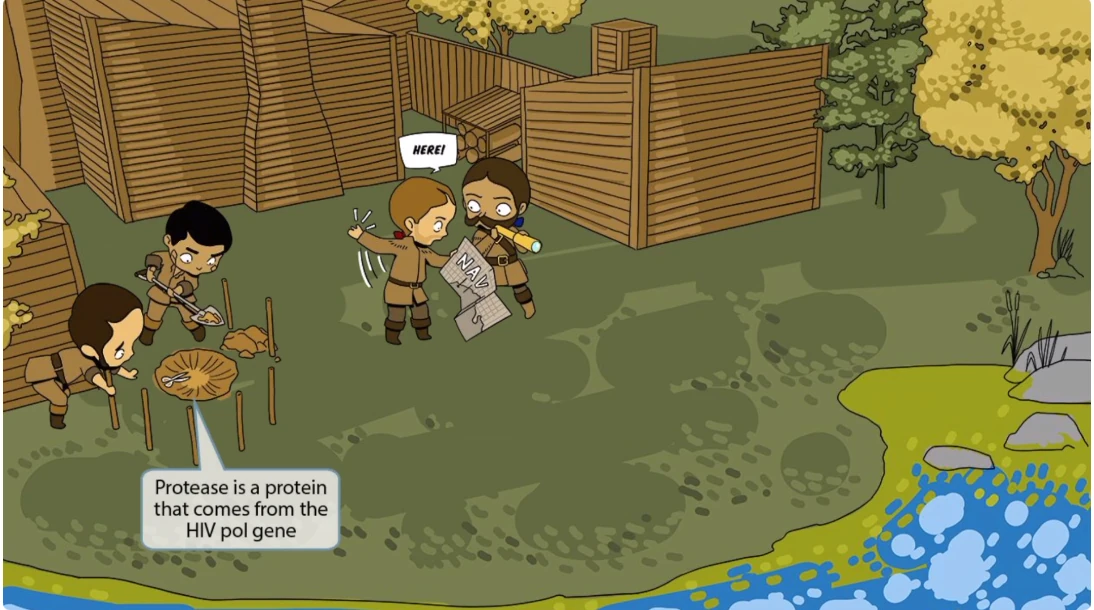 HERE!
NAV
Protease is a protein
that comes from the
HIV pol gene